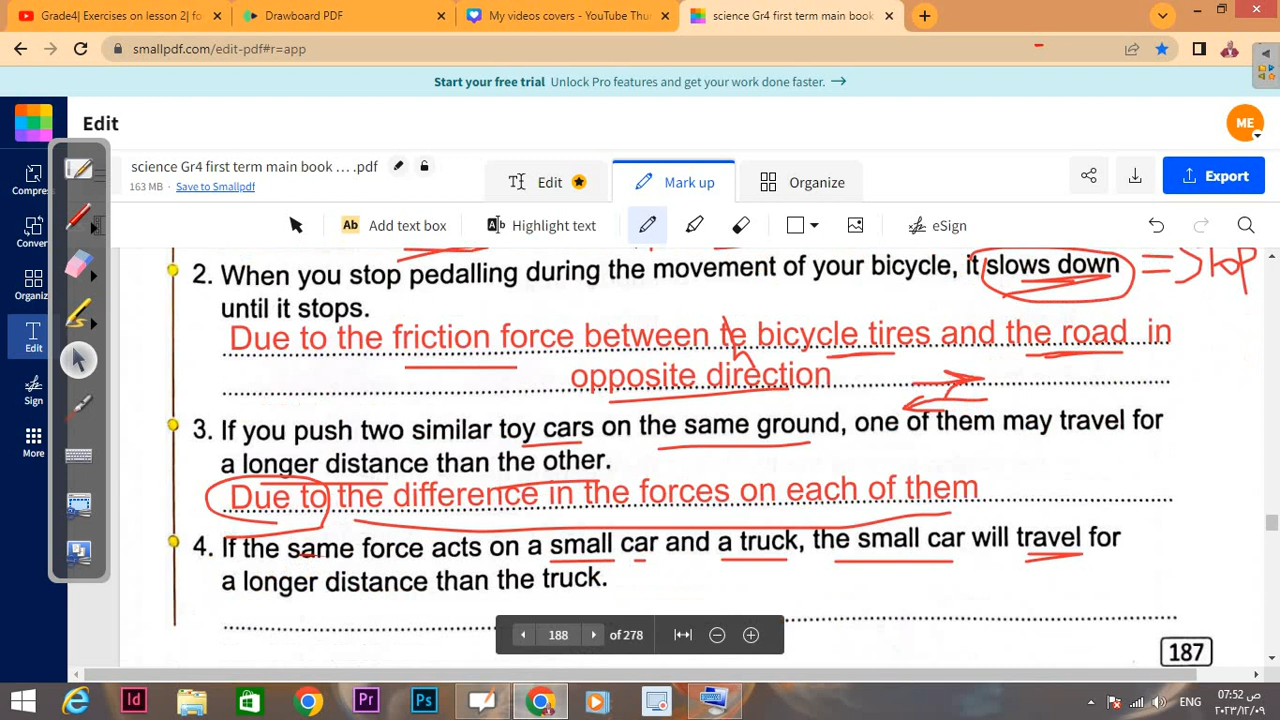 Grade4| Exercises on lesson 2| fo
Drawboard PDF
My videos covers - YouTube Thu
science Gr4 first term main book
smallpdf.com/edit-pdf#r=app
Start your free trial Unlock Pro features and get your work done faster. →
Edit
ME
Compres
Conver
Organiz
Edit
Sign
More
science Gr4 first term main book … .pdf
163 MB • Save to Smallpdf
Edit
Mark up
Organize
Export
Ab Add text box
Highlight text
eSign
2. When you stop pedalling during the movement of your bicycle, it slows down = Stop
until it stops.
Due to the friction force between te bicycle tires and the road in
h
opposite direction
3. If you push two similar toy cars on the same ground, one of them may travel for
a longer distance than the other.
Due to the difference in the forces on each of them
4. If the same force acts on a small car and a truck, the small car will travel for
a longer distance than the truck.
188 of 278
187
Id
Pr
Ps
ENG
07:52 ص
٢٠٢٣/١٢/٠٩